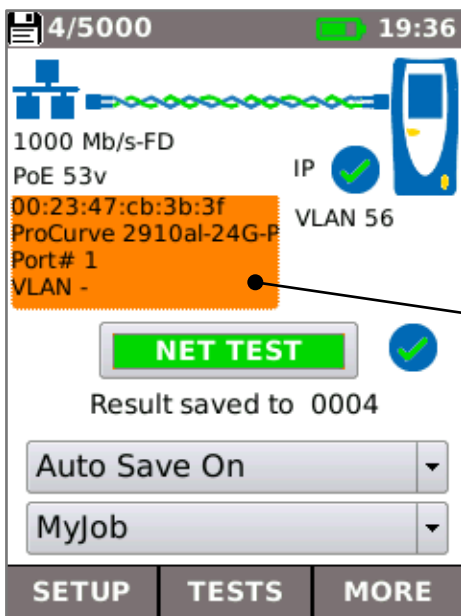 4/5000
19:36
1000 Mb/s-FD
PoE 53v
IP
00:23:47:cb:3b:3f
ProCurve 2910al-24G-P
Port# 1
VLAN -
VLAN 56
NET TEST
Result saved to 0004
Auto Save On
MyJob
SETUP
TESTS
MORE